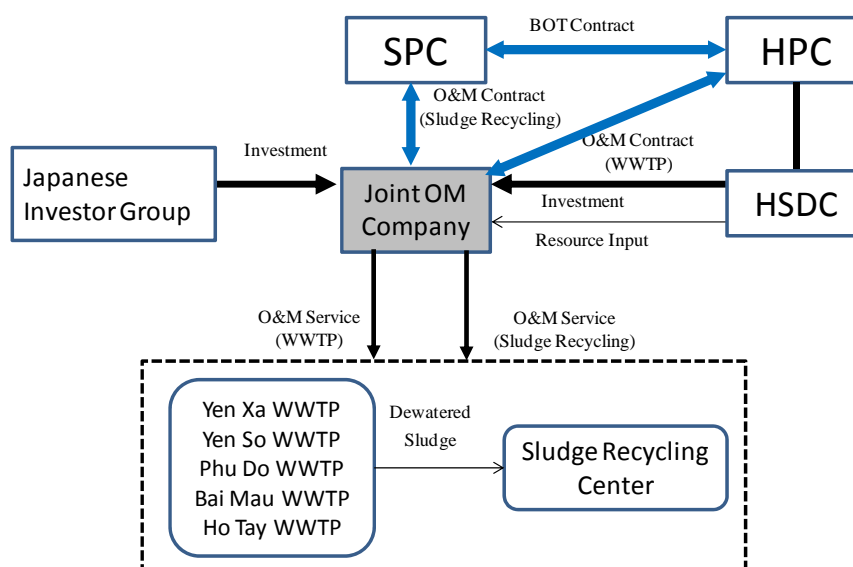 SPC
BOT Contract
HPC
O&M Contract
(Sludge Recycling)
O&M Contract
(WWTP)
Investment
Japanese
Investor Group
Joint OM
Company
Investment
Resource Input
HSDC
O&M Service
(WWTP)
O&M Service
(Sludge Recycling)
Yen Xa WWTP
Yen So WWTP
Phu Do WWTP
Bai Mau WWTP
Ho Tay WWTP
Dewatered
Sludge
Sludge Recycling
Center